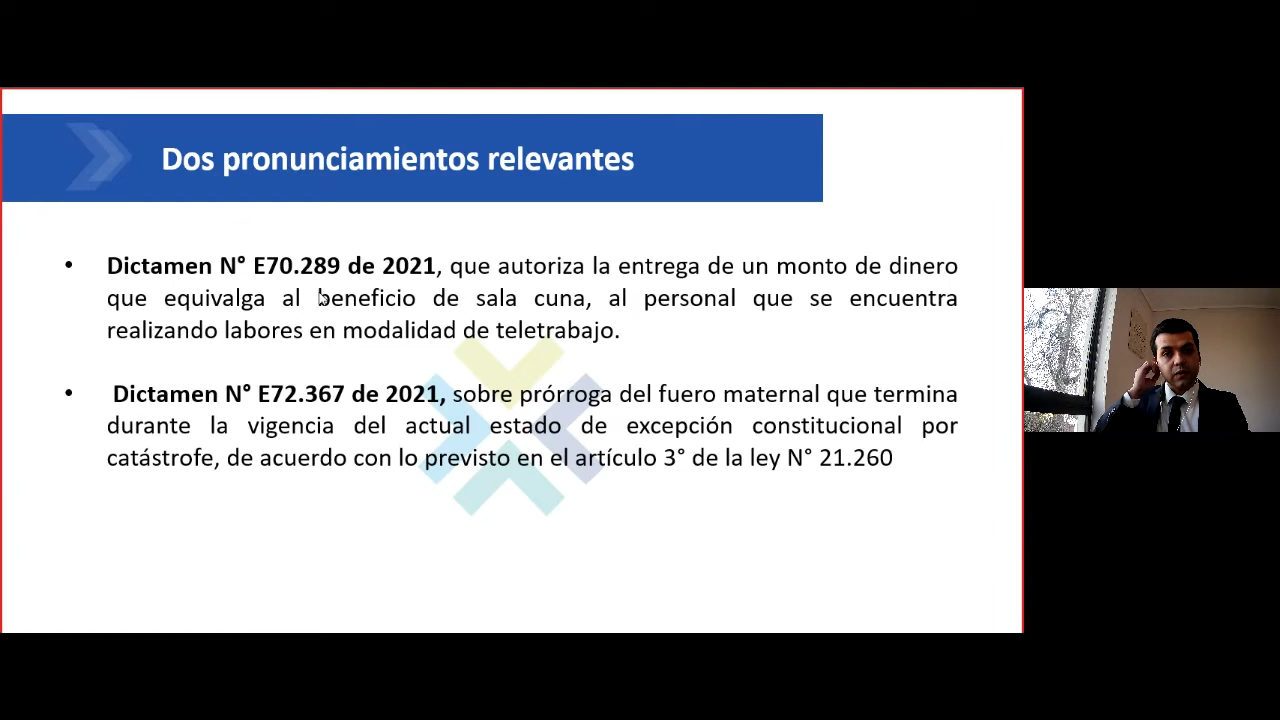 Dos pronunciamientos relevantes
• Dictamen N° E70.289 de 2021, que autoriza la entrega de un monto de dinero
que equivalga al beneficio de sala cuna, al personal que se encuentra
realizando labores en modalidad de teletrabajo.
• Dictamen N° E72.367 de 2021, sobre prórroga del fuero maternal que termina
durante la vigencia del actual estado de excepción constitucional por
catástrofe, de acuerdo con lo previsto en el artículo 3° de la ley N° 21.260